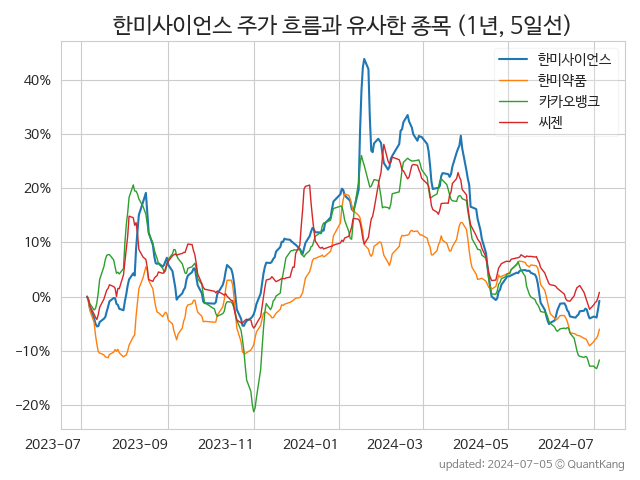 한미사이언스 주가 흐름과 유사한 종목 (1년, 5일선)
한미사이언스
한미약품
카카오뱅크
씨젠
40%
30%
20%
10%
0%
−10%
−20%
2023-07 2023-09 2023-11 2024-01 2024-03 2024-05 2024-07
updated: 2024-07-05 © QuantKang